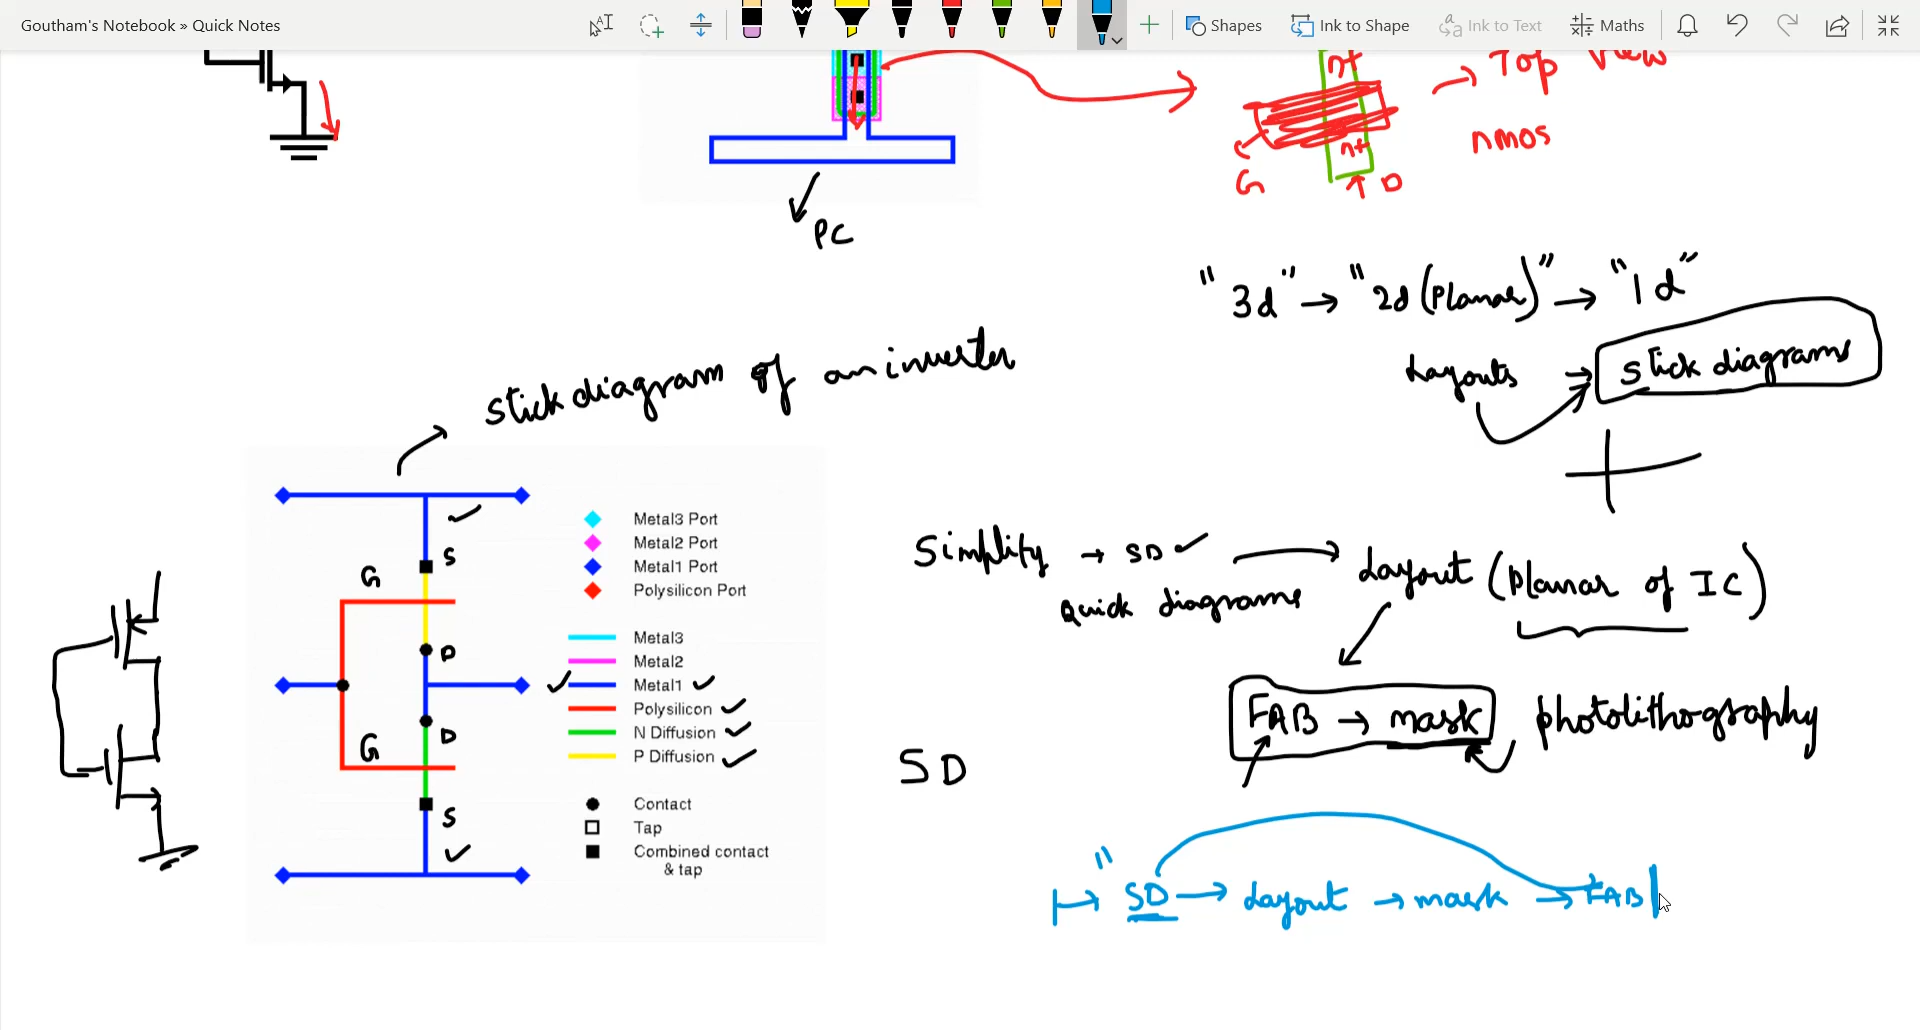 Goutham's Notebook » Quick Notes
Shapes
Ink to Shape
Ink to Text
Maths
n+
→ Top View
nmos
n+
G
↑ D
PC
"3d" → "2d (Planar)" → "1d"
Layouts → stick diagrams
stick diagram of an inverter
S
G
D
D
G
S
Metal3 Port
Metal2 Port
Metal1 Port
Polysilicon Port
Metal3
Metal2
Metal1 ✓
Polysilicon ✓
N Diffusion ✓
P Diffusion ✓
Contact
Tap
Combined contact
& tap
Simplify → SD ✓
Quick diagrams
Layout (Planar of IC)
FAB → mask
photolithography
SD
" SD → Layout → mask → FAB